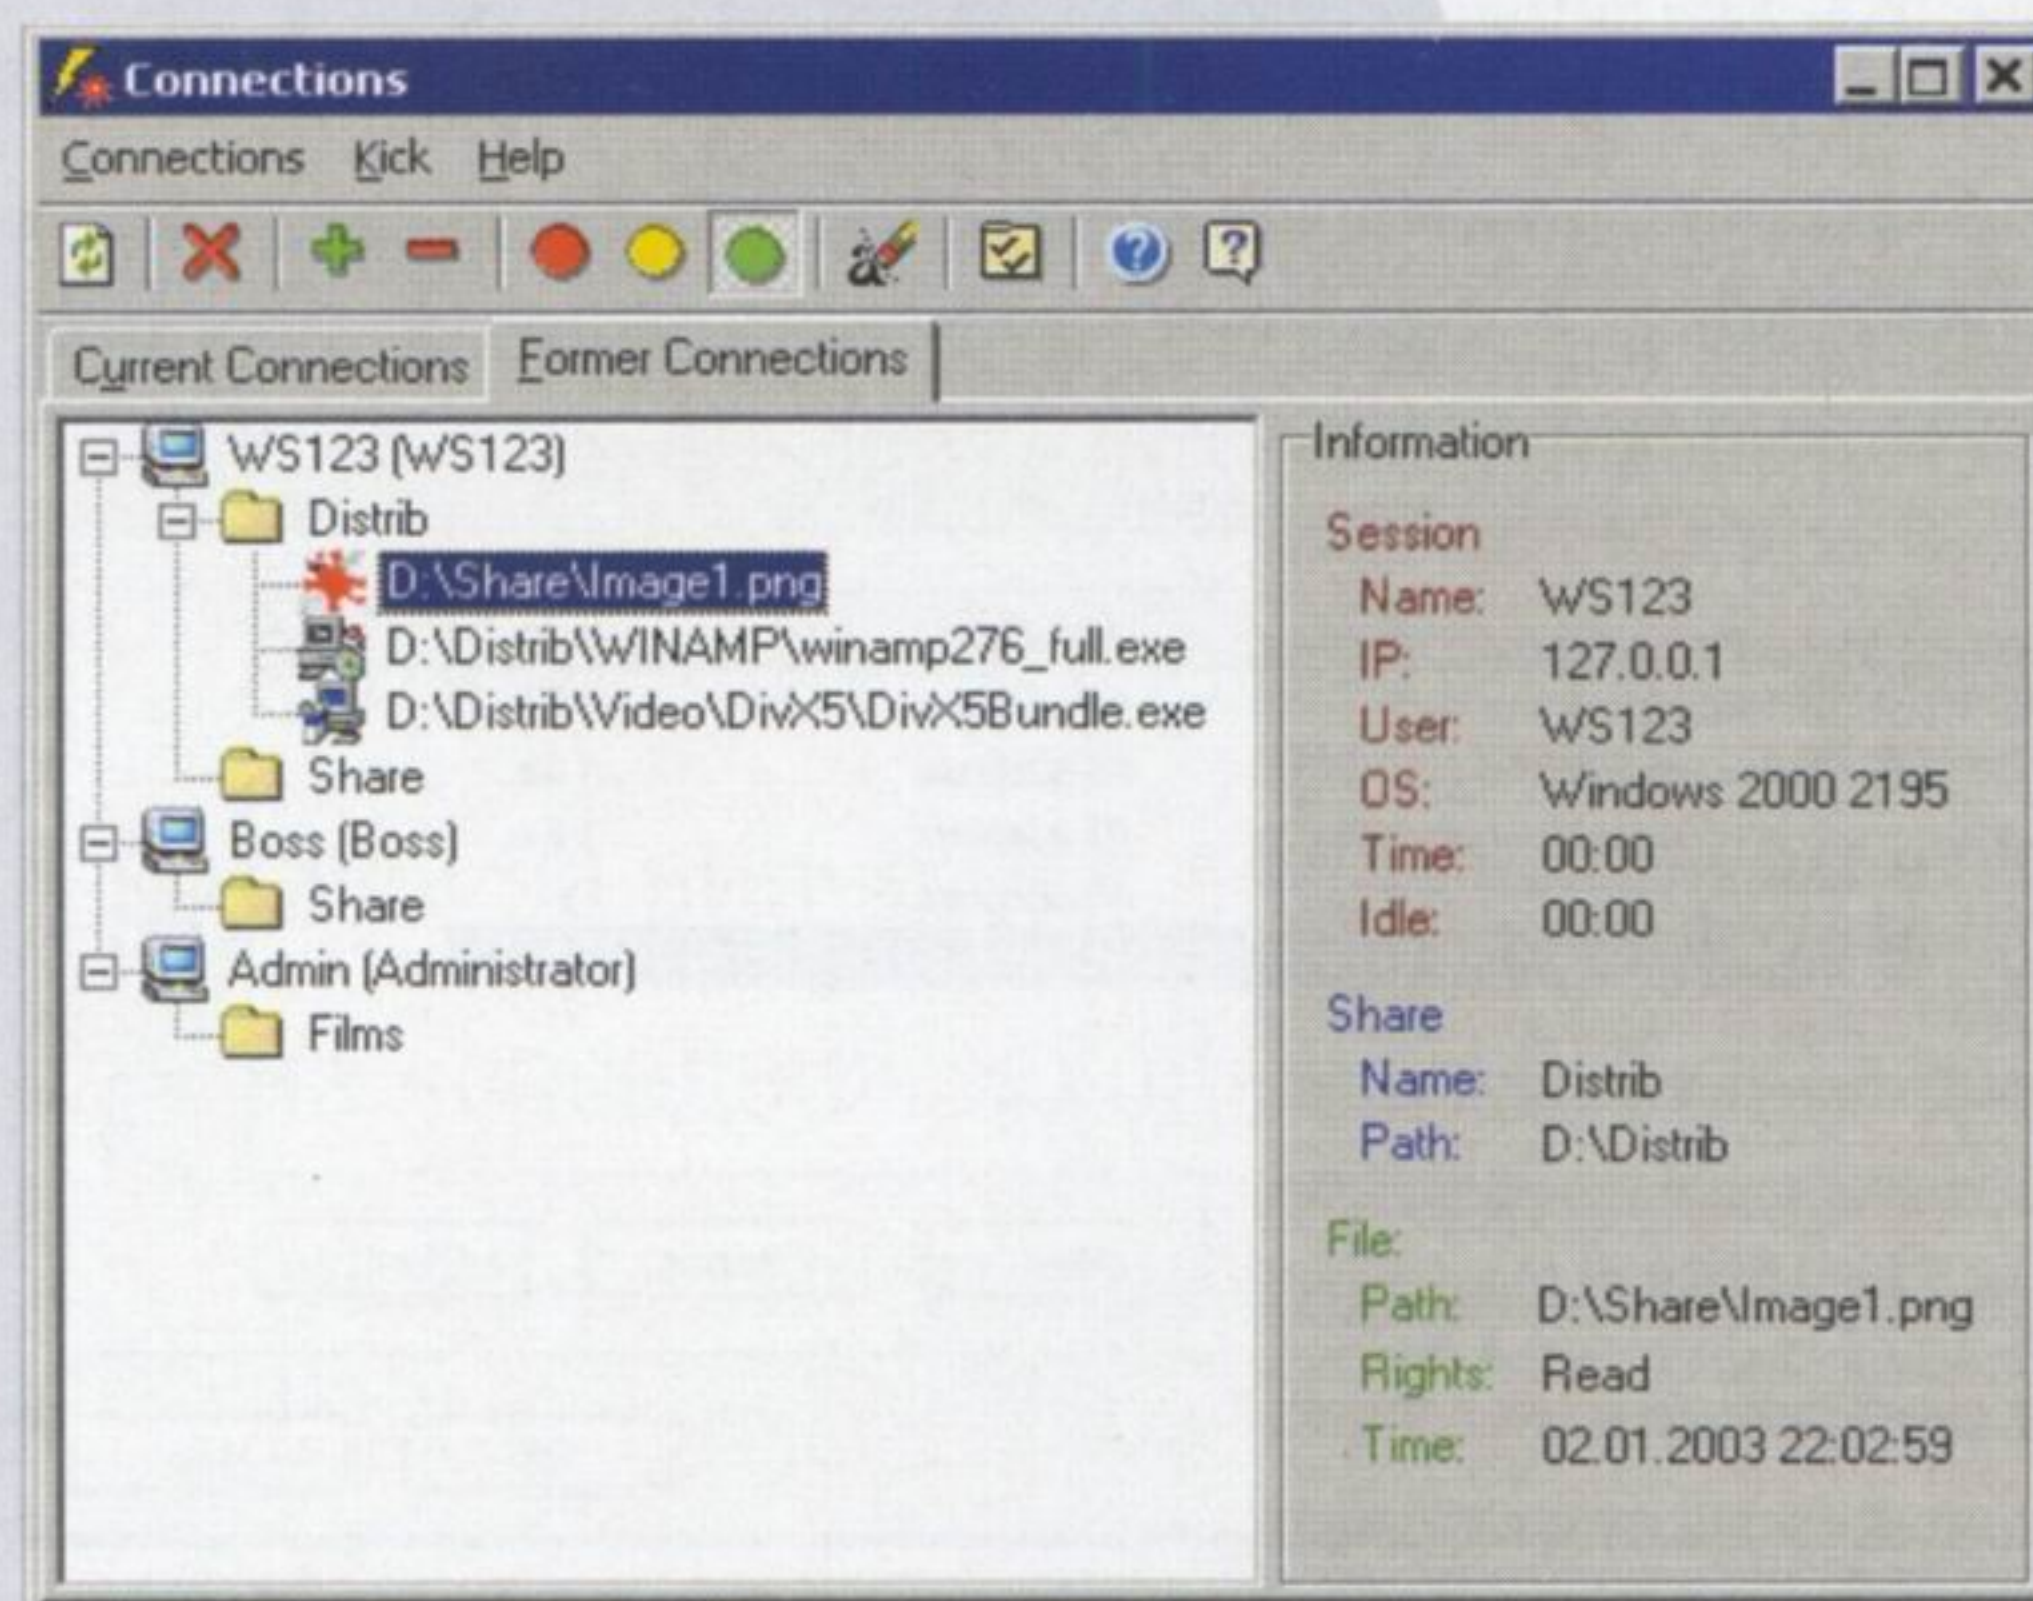 Connections
Connections Kick Help
Current Connections Former Connections
WS123 (WS123)
Distrib
D:\Share\Image1.png
D:\Distrib\WINAMP\winamp276_full.exe
D:\Distrib\Video\DivX5\DivX5Bundle.exe
Share
Boss (Boss)
Share
Admin (Administrator)
Films
Information
Session
Name: WS123
IP: 127.0.0.1
User: WS123
OS: Windows 2000 2195
Time: 00:00
Idle: 00:00
Share
Name: Distrib
Path: D:\Distrib
File:
Path: D:\Share\Image1.png
Rights: Read
Time: 02.01.2003 22:02:59